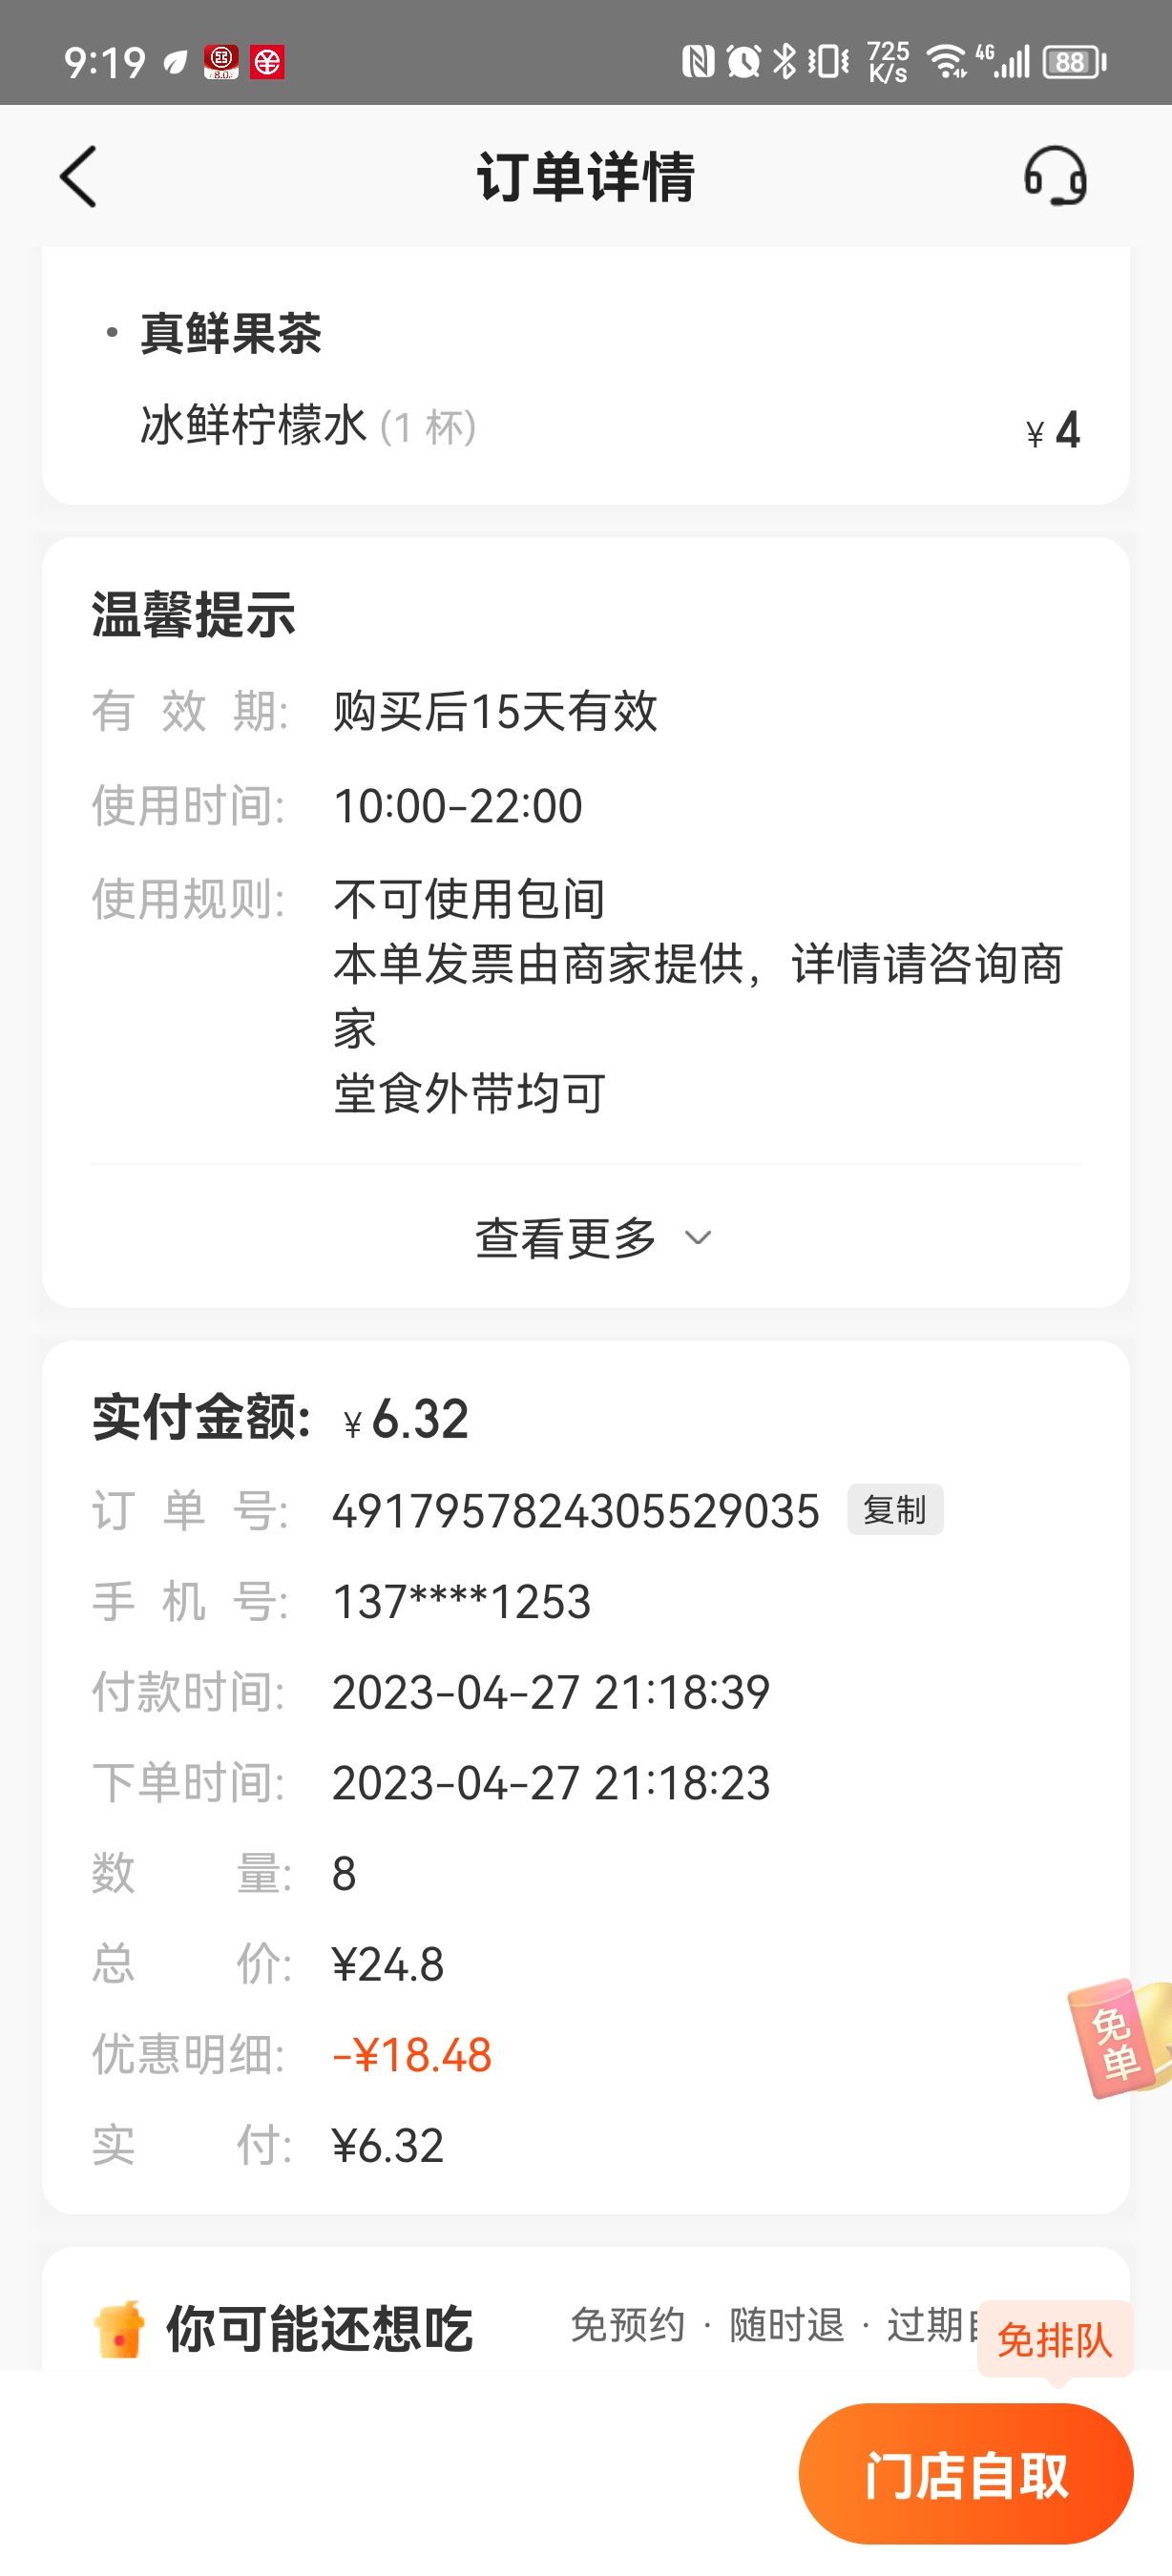 9:19
8.0
725 K/s
4G
88
订单详情
· 真鲜果茶
冰鲜柠檬水 (1 杯)
¥ 4
温馨提示
有 效 期: 购买后15天有效
使用时间: 10:00-22:00
使用规则: 不可使用包间
本单发票由商家提供，详情请咨询商
家
堂食外带均可
查看更多
实付金额: ¥ 6.32
订 单 号: 4917957824305529035 复制
手 机 号: 137****1253
付款时间: 2023-04-27 21:18:39
下单时间: 2023-04-27 21:18:23
数 量: 8
总 价: ¥24.8
优惠明细: -¥18.48
实 付: ¥6.32
免单
你可能还想吃 免预约 · 随时退 · 过期
免排队
门店自取